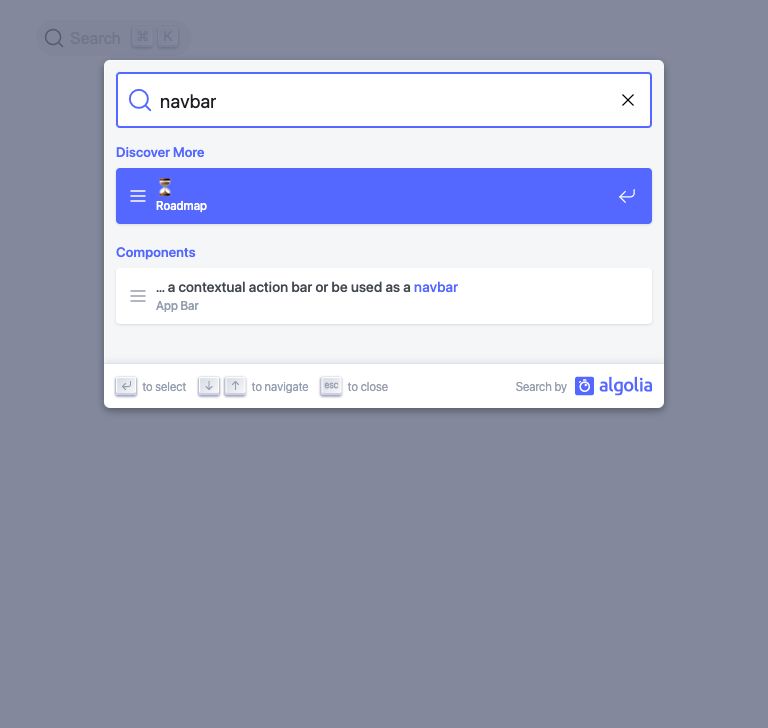 Search ⌘ K
navbar
Discover More
⏳
Roadmap
Components
... a contextual action bar or be used as a navbar
App Bar
to select ↓ ↑ to navigate esc to close Search by algolia